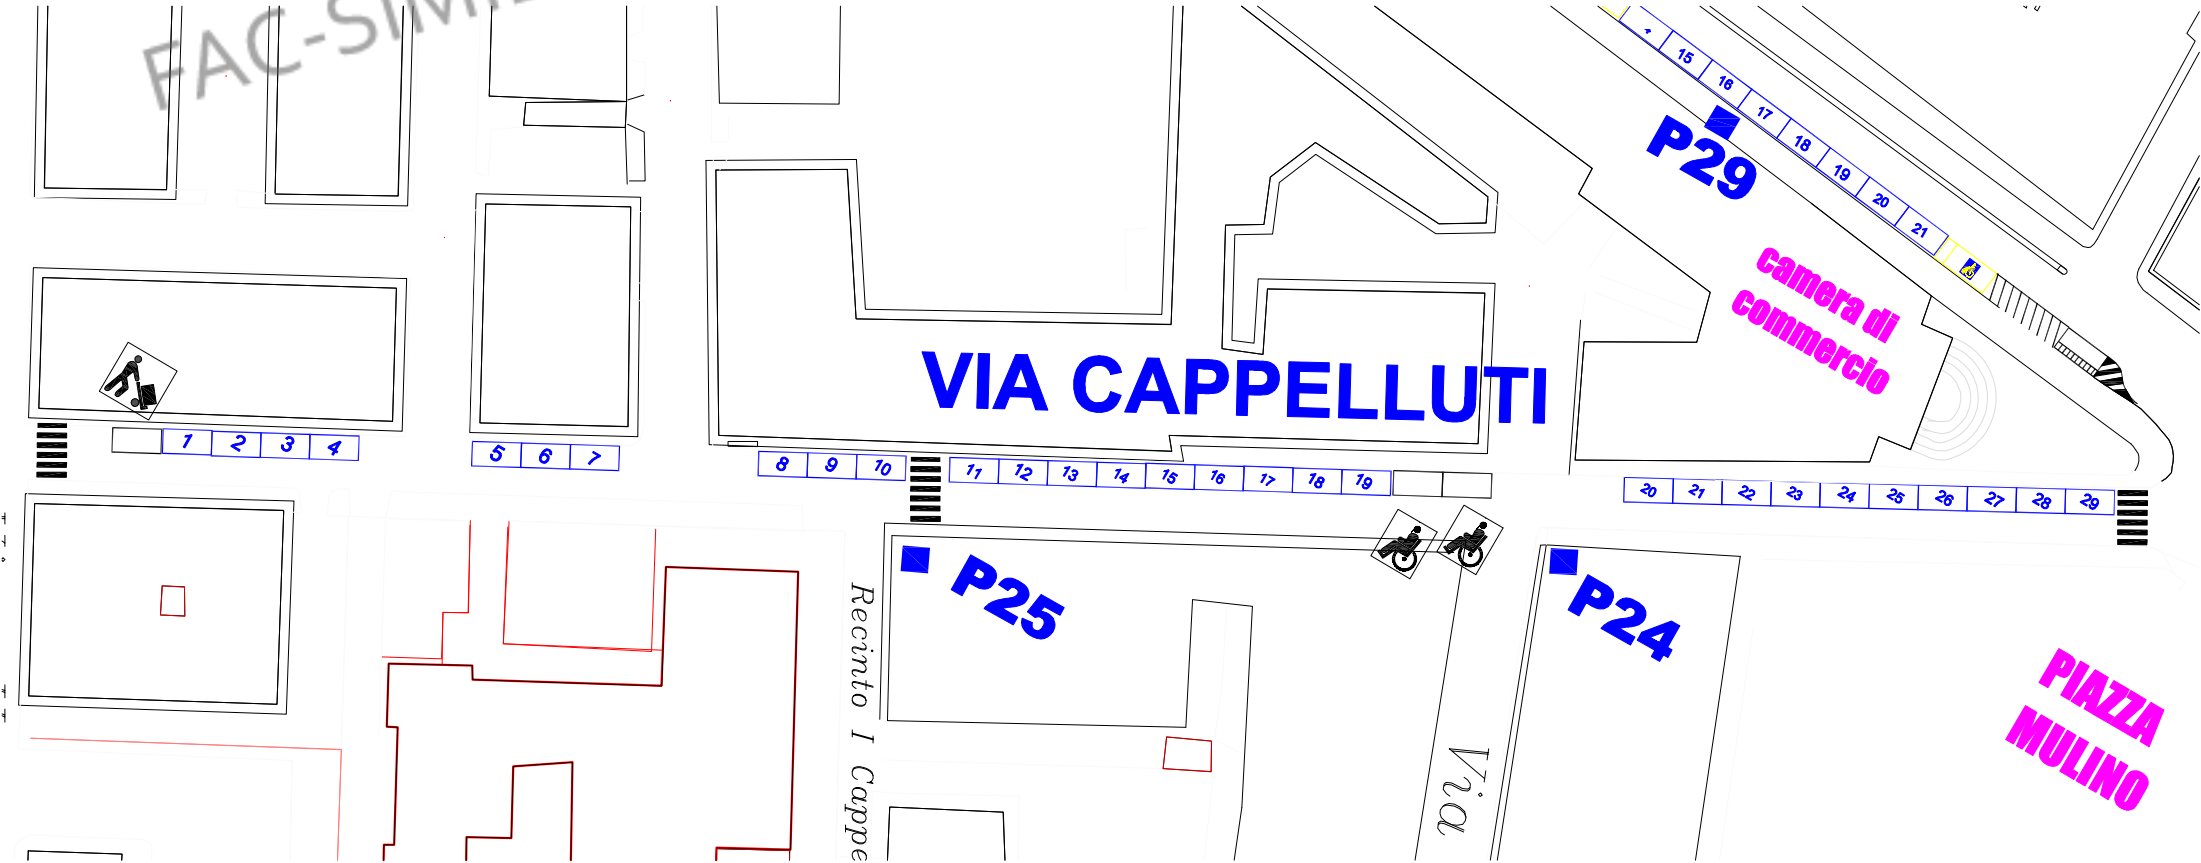 FAC-SIMILE
15
16
17
18
19
20
21
P29
camera di
commercio
VIA CAPPELLUTI
1 2 3 4
5 6 7
8 9 10
11 12 13 14 15 16 17 18 19
20 21 22 23 24 25 26 27 28 29
P25
P24
Recinto I Cappe
Via
PIAZZA
MULINO